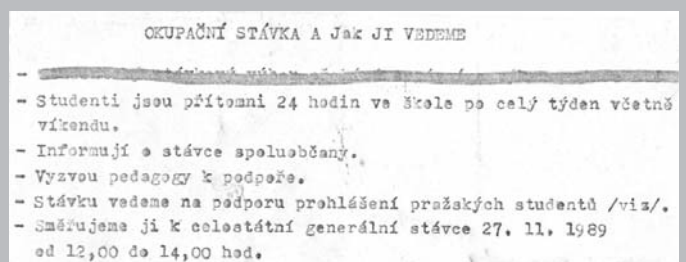 OKUPAČNÍ STÁVKA A Jak JI VEDEME
-
- Studenti jsou přítomni 24 hodin ve škole po celý týden včetně
víkendu.
- Informují o stávce spoluobčany.
- Vyzvou pedagogy k podpoře.
- Stávku vedeme na podporu prohlášení pražských studentů /viz/.
- Směřujeme ji k celostátní generální stávce 27. 11. 1989
od 12,00 do 14,00 hod.